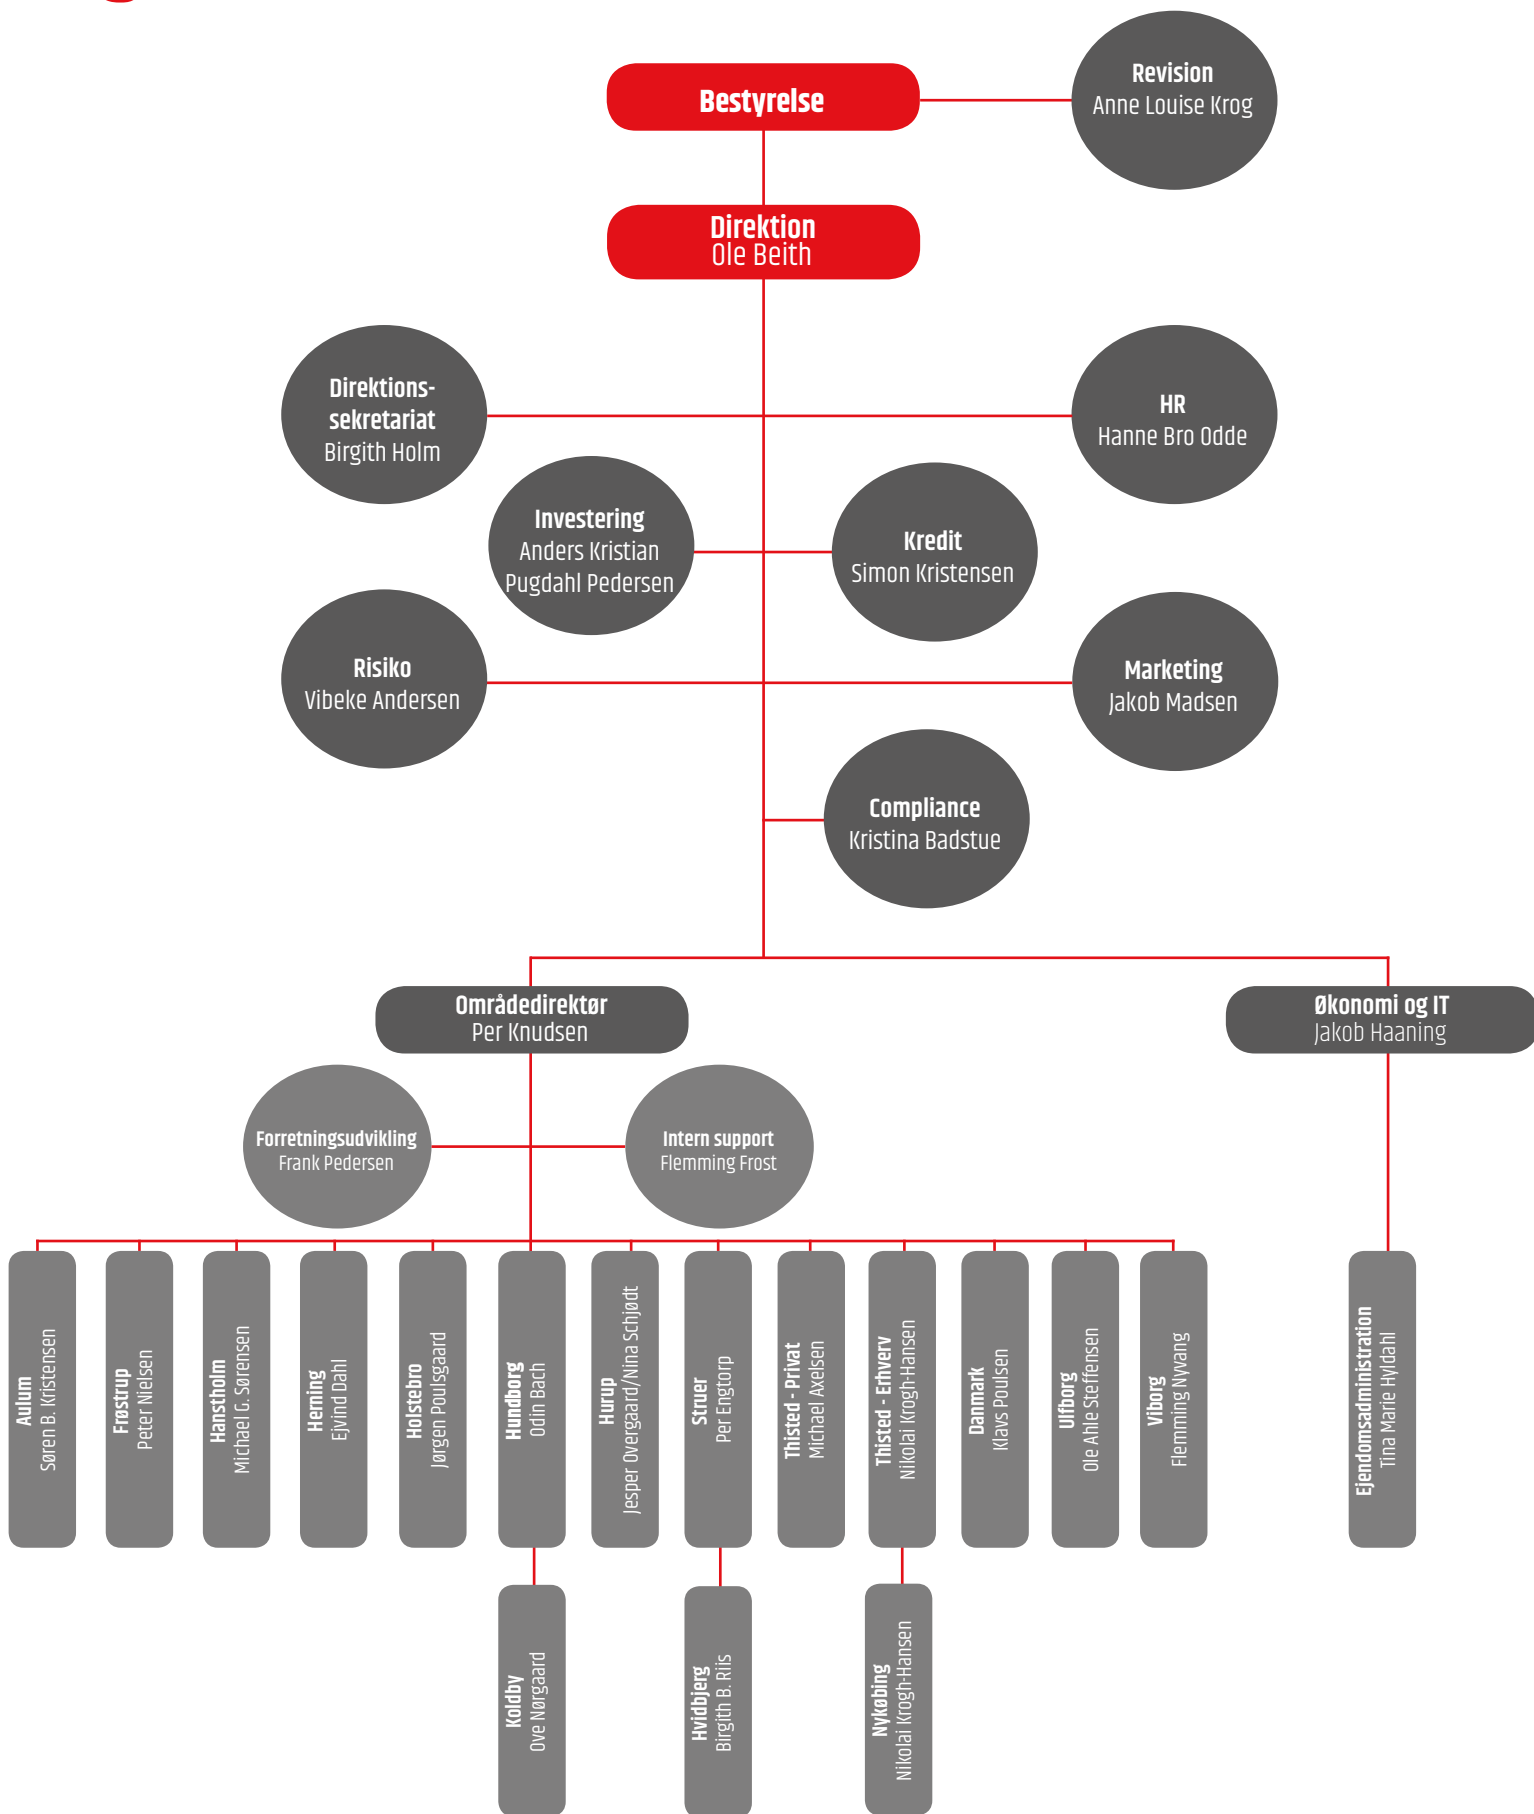 Revision
Anne Louise Krog
Bestyrelse
Direktion
Ole Beith
Direktions-
sekretariat
Birgith Holm
HR
Hanne Bro Odde
Investering
Anders Kristian
Pugdahl Pedersen
Kredit
Simon Kristensen
Risiko
Vibeke Andersen
Marketing
Jakob Madsen
Compliance
Kristina Badstue
Områdedirektør
Per Knudsen
Økonomi og IT
Jakob Haaning
Forretningsudvikling
Frank Pedersen
Intern support
Flemming Frost
Aulum
Søren B. Kristensen
Frøstrup
Peter Nielsen
Hanstholm
Michael G. Sørensen
Herning
Ejvind Dahl
Holstebro
Jørgen Poulsgaard
Hundborg
Odin Bach
Hurup
Jesper Overgaard/Nina Schjødt
Struer
Per Engtorp
Thisted - Privat
Michael Axelsen
Thisted - Erhverv
Nikolai Krogh-Hansen
Danmark
Klavs Poulsen
Ulfborg
Ole Ahle Steffensen
Viborg
Flemming Nyvang
Ejendomsadministration
Tina Marie Hyldahl
Koldby
Ove Nørgaard
Hvidbjerg
Birgith B. Riis
Nykøbing
Nikolai Krogh-Hansen